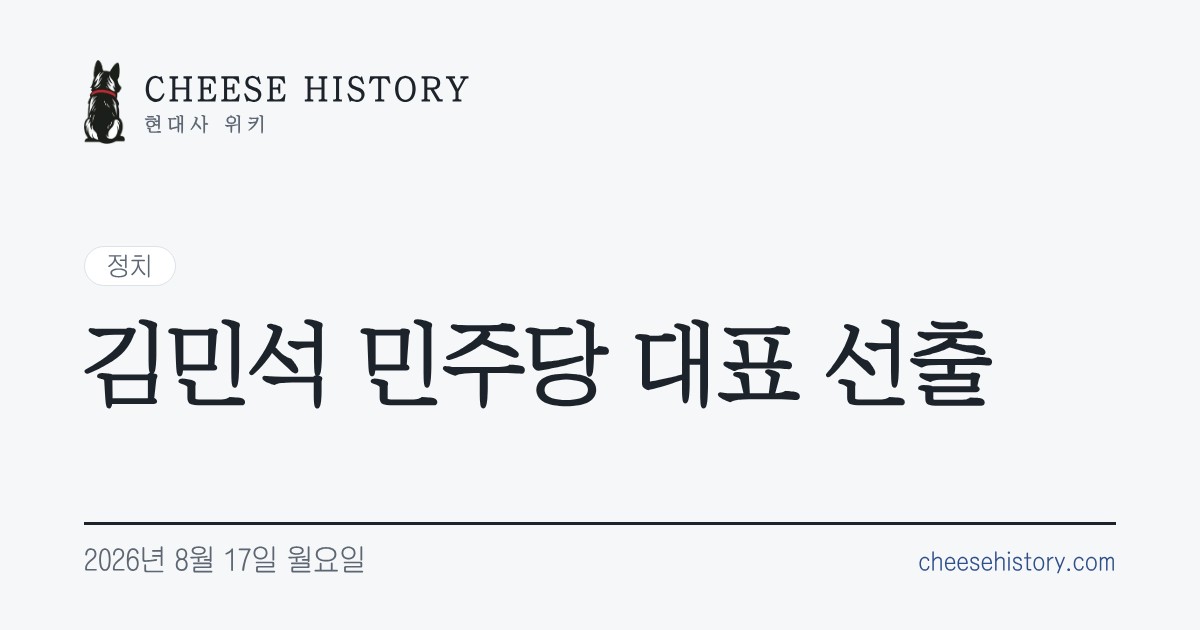 CHEESE HISTORY
현대사 위키
정치
김민석 민주당 대표 선출
2026년 8월 17일 월요일
cheesehistory.com